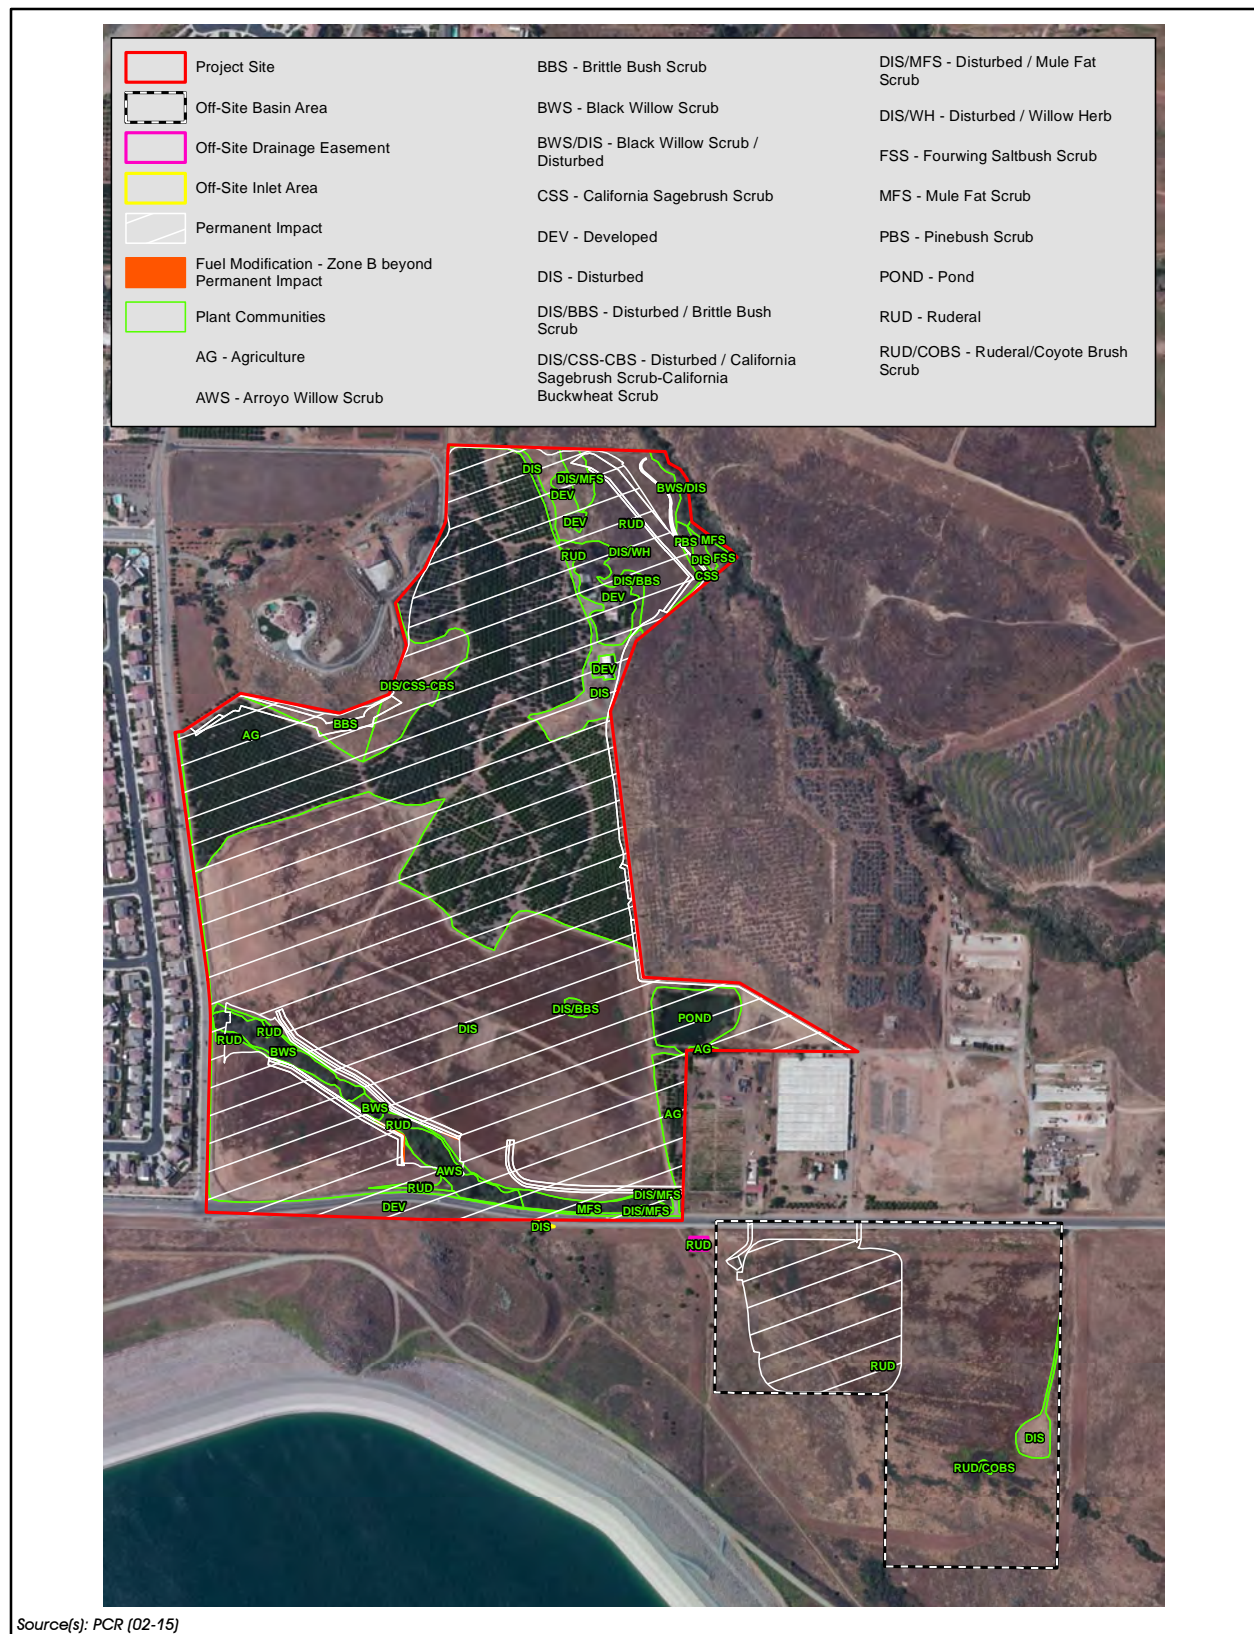 Project Site
Off-Site Basin Area
Off-Site Drainage Easement
Off-Site Inlet Area
Permanent Impact
Fuel Modification - Zone B beyond
Permanent Impact
Plant Communities
AG - Agriculture
AWS - Arroyo Willow Scrub
BBS - Brittle Bush Scrub
BWS - Black Willow Scrub
BWS/DIS - Black Willow Scrub /
Disturbed
CSS - California Sagebrush Scrub
DEV - Developed
DIS - Disturbed
DIS/BBS - Disturbed / Brittle Bush
Scrub
DIS/CSS-CBS - Disturbed / California
Sagebrush Scrub-California
Buckwheat Scrub
DIS/MFS - Disturbed / Mule Fat
Scrub
DIS/WH - Disturbed / Willow Herb
FSS - Fourwing Saltbush Scrub
MFS - Mule Fat Scrub
PBS - Pinebush Scrub
POND - Pond
RUD - Ruderal
RUD/COBS - Ruderal/Coyote Brush
Scrub
DIS
DIS/MFS
BWS/DIS
DEV
DEV
RUD
PBS
MFS
RUD
DIS/WH
DIS
FSS
DIS/BBS
CSS
DEV
DEV
DIS/CSS-CBS
DIS
BBS
AG
DIS/BBS
POND
RUD
RUD
DIS
BWS
AG
BWS
AG
RUD
AWS
RUD
DIS/MFS
DEV
MFS
DIS/MFS
DIS
RUD
RUD
DIS
RUD/COBS
Source(s): PCR (02-15)